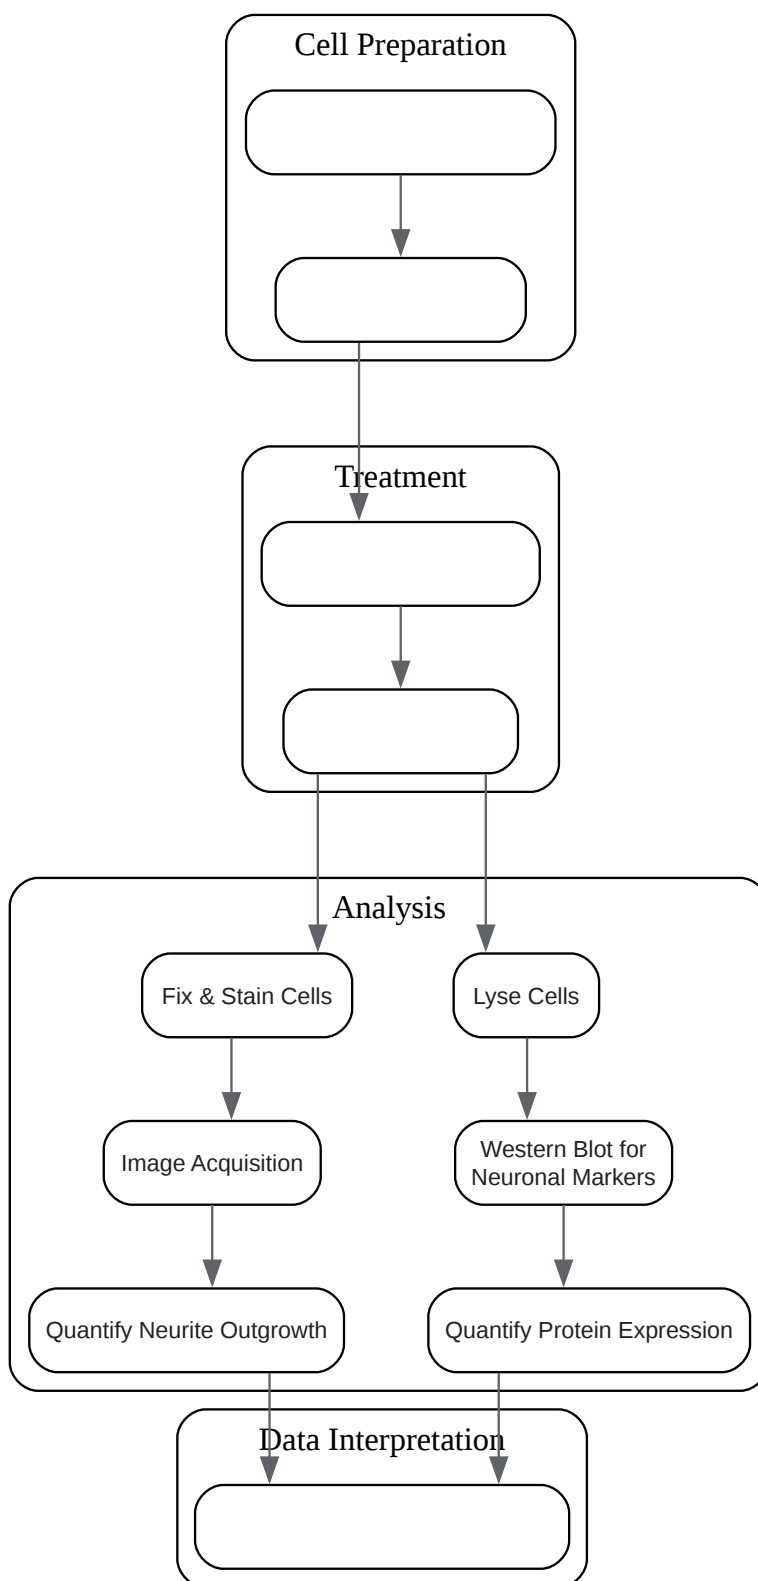 Cell Preparation
Treatment
Analysis
Fix & Stain Cells
Lyse Cells
Image Acquisition
Western Blot for
Neuronal Markers
Quantify Neurite Outgrowth
Quantify Protein Expression
Data Interpretation